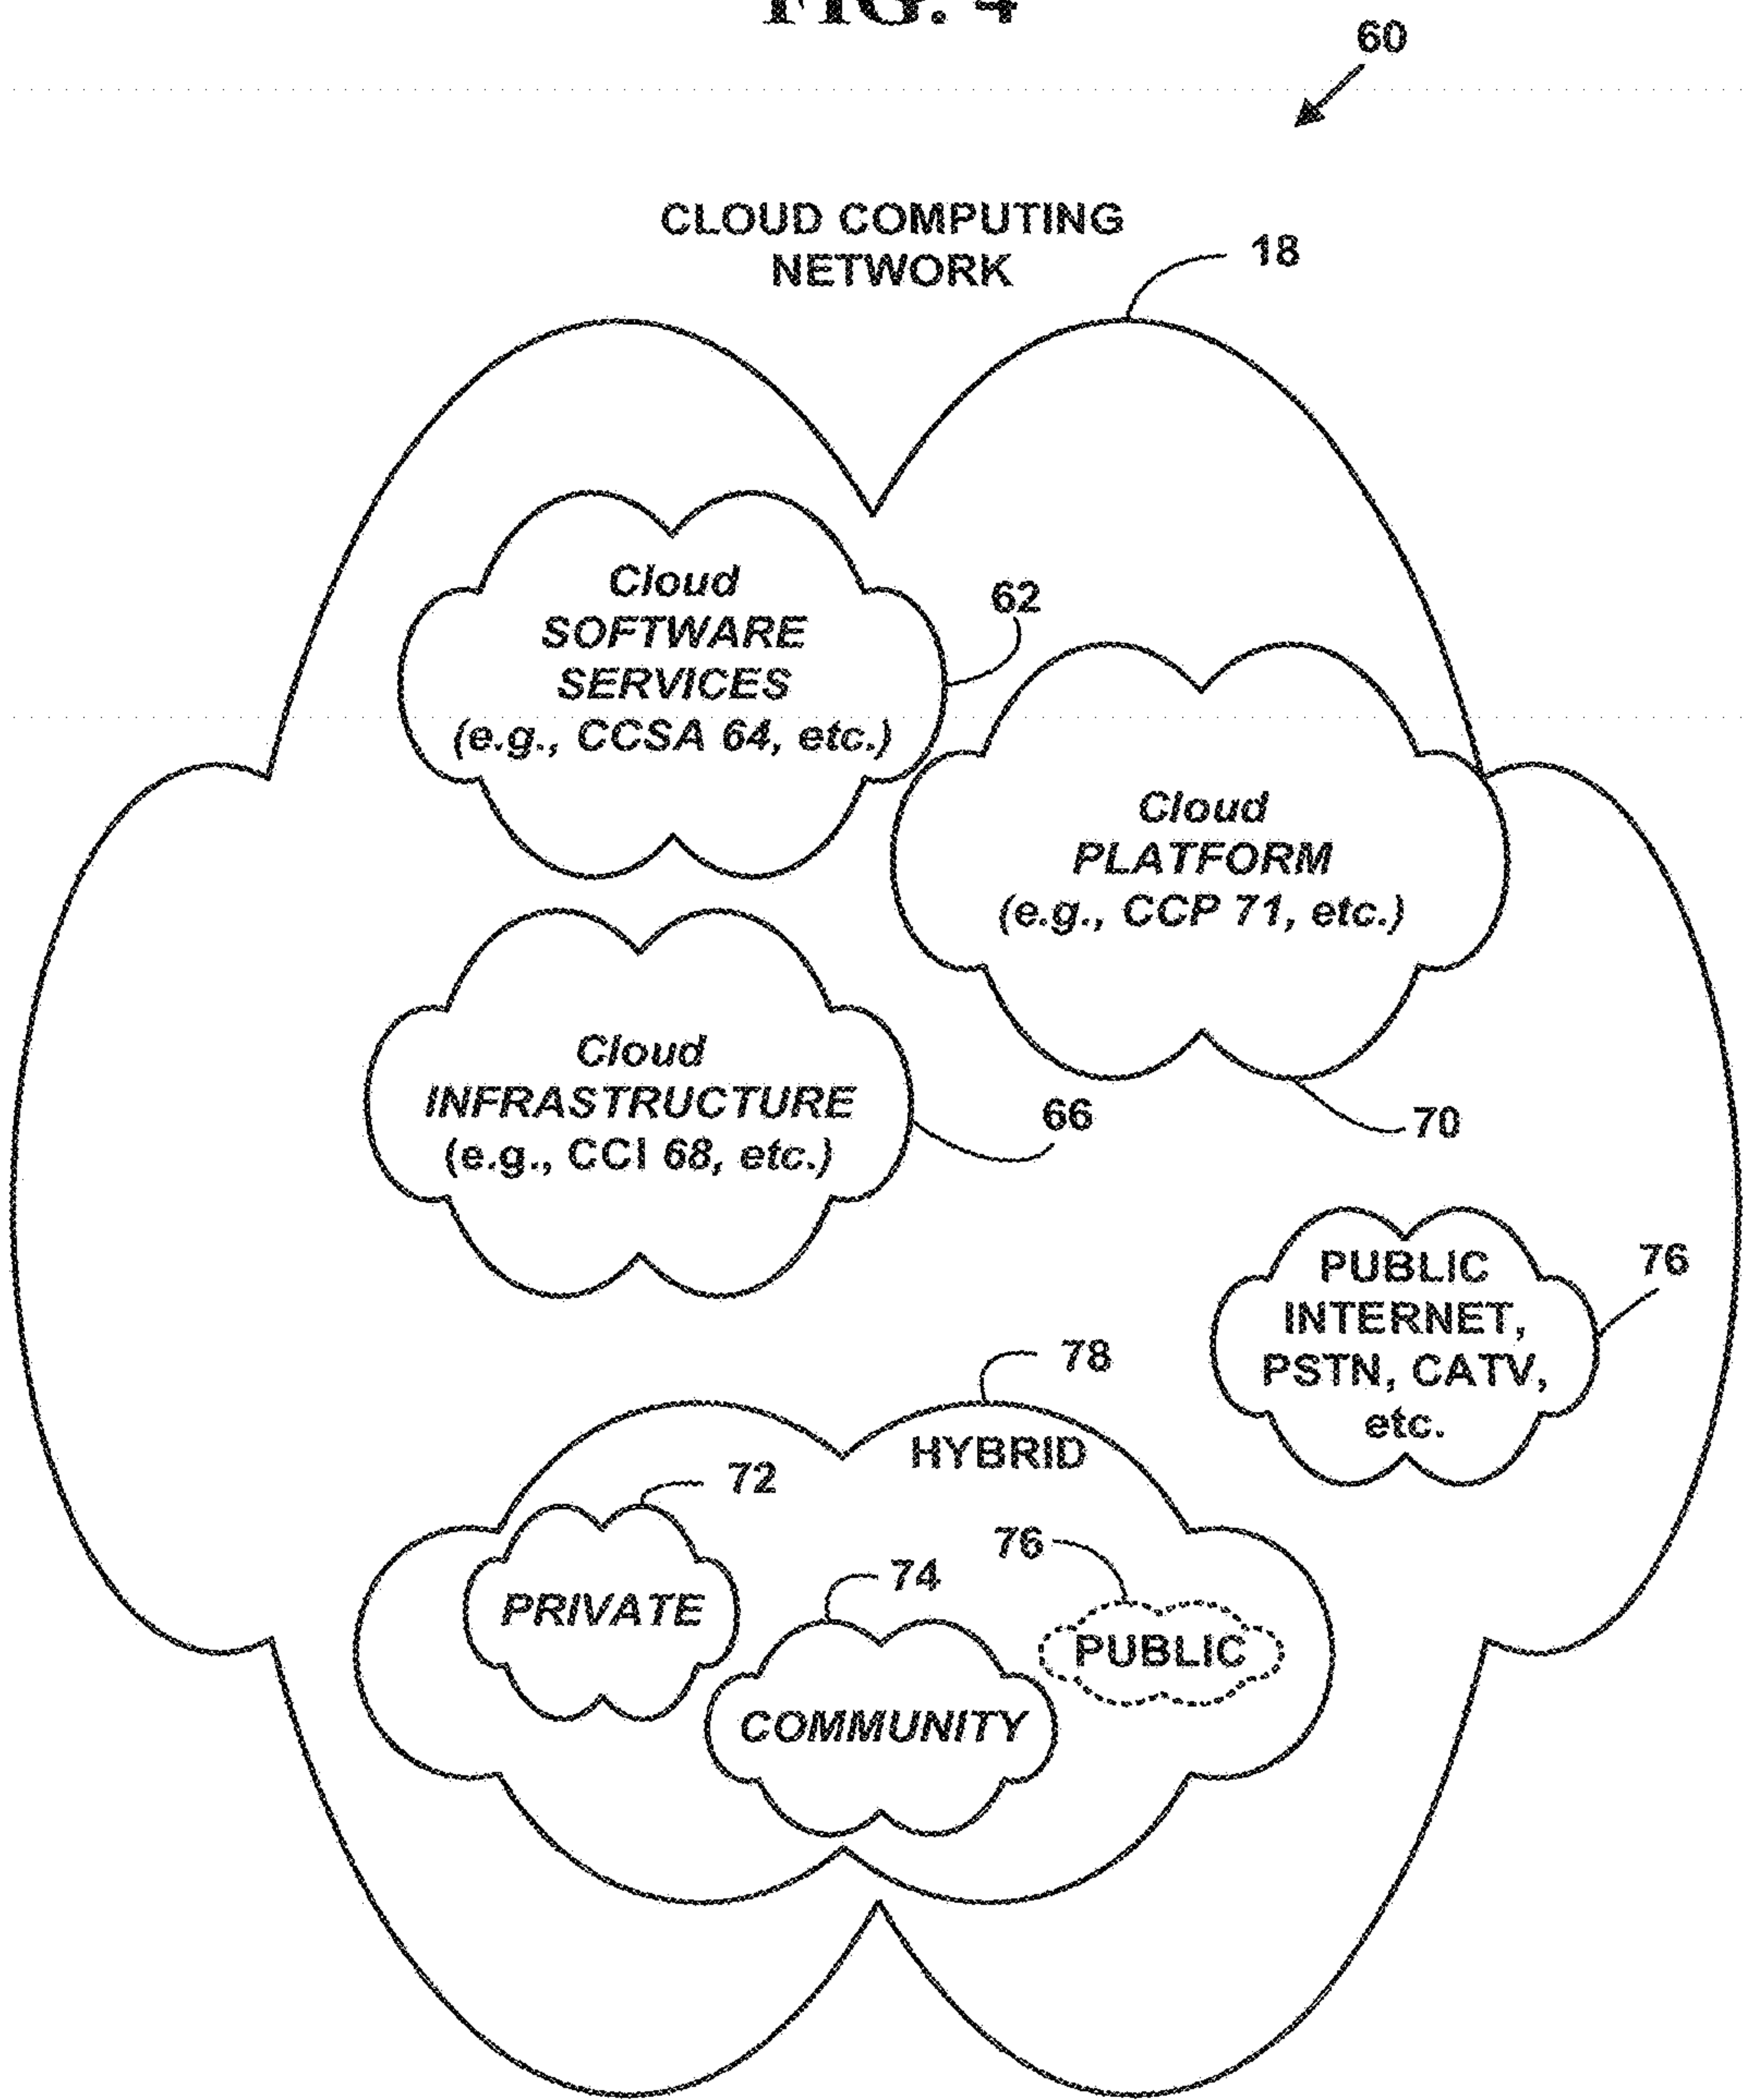 FIG. 4
60
CLOUD COMPUTING
NETWORK
18
Cloud
SOFTWARE
SERVICES
(e.g., CCSA 64, etc.)
62
Cloud
PLATFORM
(e.g., CCP 71, etc.)
70
Cloud
INFRASTRUCTURE
(e.g., CCI 68, etc.)
66
PUBLIC
INTERNET,
PSTN, CATV,
etc.
76
78
HYBRID
72
PRIVATE
74
COMMUNITY
76
PUBLIC